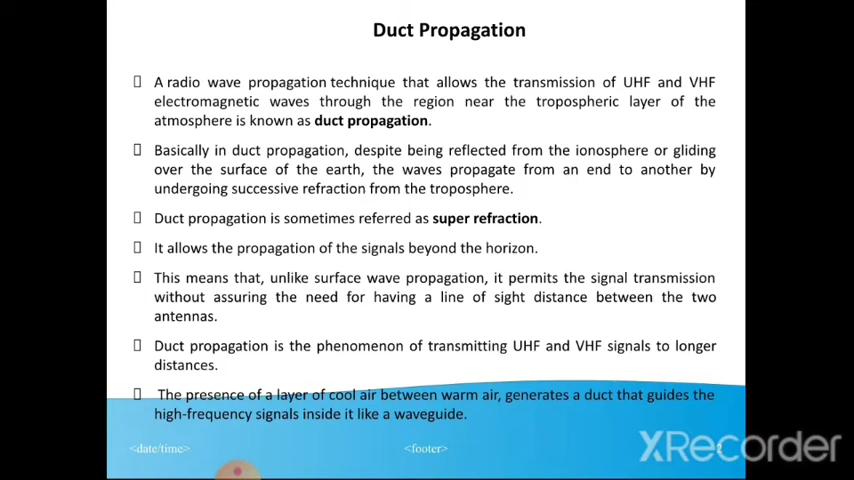 Duct Propagation
A radio wave propagation technique that allows the transmission of UHF and VHF
electromagnetic waves through the region near the tropospheric layer of the
atmosphere is known as duct propagation.
Basically in duct propagation, despite being reflected from the ionosphere or gliding
over the surface of the earth, the waves propagate from an end to another by
undergoing successive refraction from the troposphere.
Duct propagation is sometimes referred as super refraction.
It allows the propagation of the signals beyond the horizon.
This means that, unlike surface wave propagation, it permits the signal transmission
without assuring the need for having a line of sight distance between the two
antennas.
Duct propagation is the phenomenon of transmitting UHF and VHF signals to longer
distances.
The presence of a layer of cool air between warm air, generates a duct that guides the
high-frequency signals inside it like a waveguide.
<date/time> <footer> 2
XRecorder